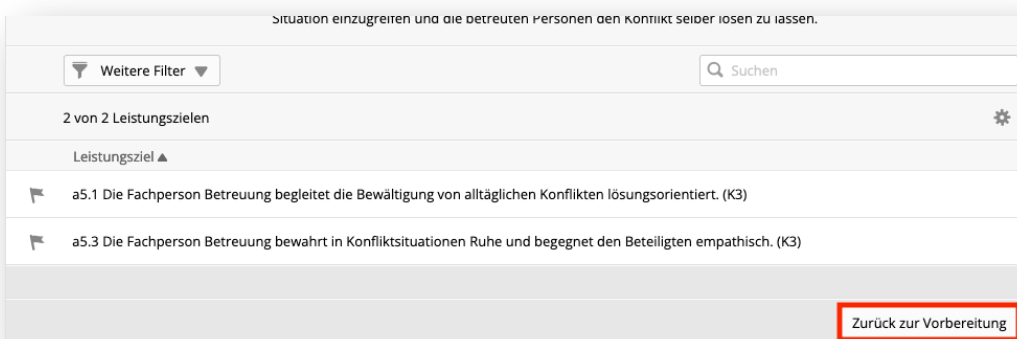 Situation einzugreifen und die betreuten Personen den Konflikt selber lösen zu lassen.
Weitere Filter
Suchen
2 von 2 Leistungszielen
Leistungsziel
a5.1 Die Fachperson Betreuung begleitet die Bewältigung von alltäglichen Konflikten lösungsorientiert. (K3)
a5.3 Die Fachperson Betreuung bewahrt in Konfliktsituationen Ruhe und begegnet den Beteiligten empathisch. (K3)
Zurück zur Vorbereitung